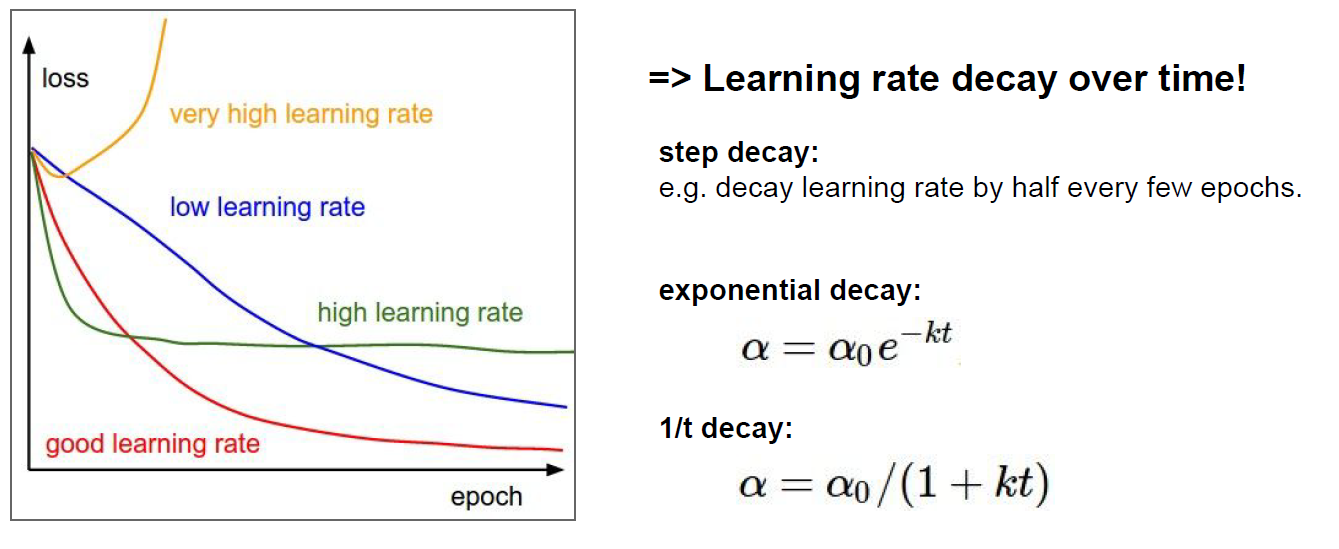 loss
very high learning rate
low learning rate
high learning rate
good learning rate
epoch
=> Learning rate decay over time!
step decay:
e.g. decay learning rate by half every few epochs.
exponential decay:
α = α₀e^{−kt}
1/t decay:
α = α₀/(1 + kt)